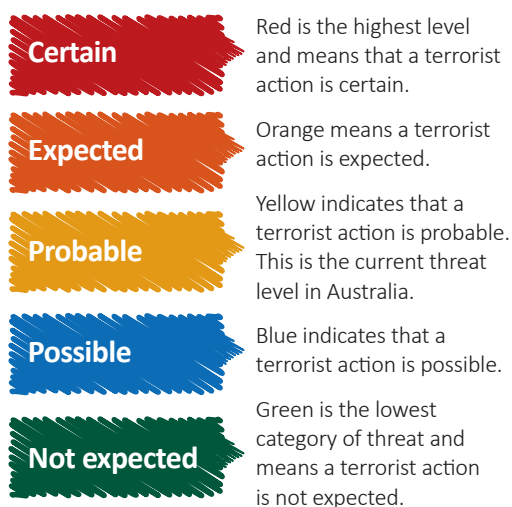 Certain
Red is the highest level
and means that a terrorist
action is certain.
Expected
Orange means a terrorist
action is expected.
Probable
Yellow indicates that a
terrorist action is probable.
This is the current threat
level in Australia.
Possible
Blue indicates that a
terrorist action is possible.
Not expected
Green is the lowest
category of threat and
means a terrorist action
is not expected.